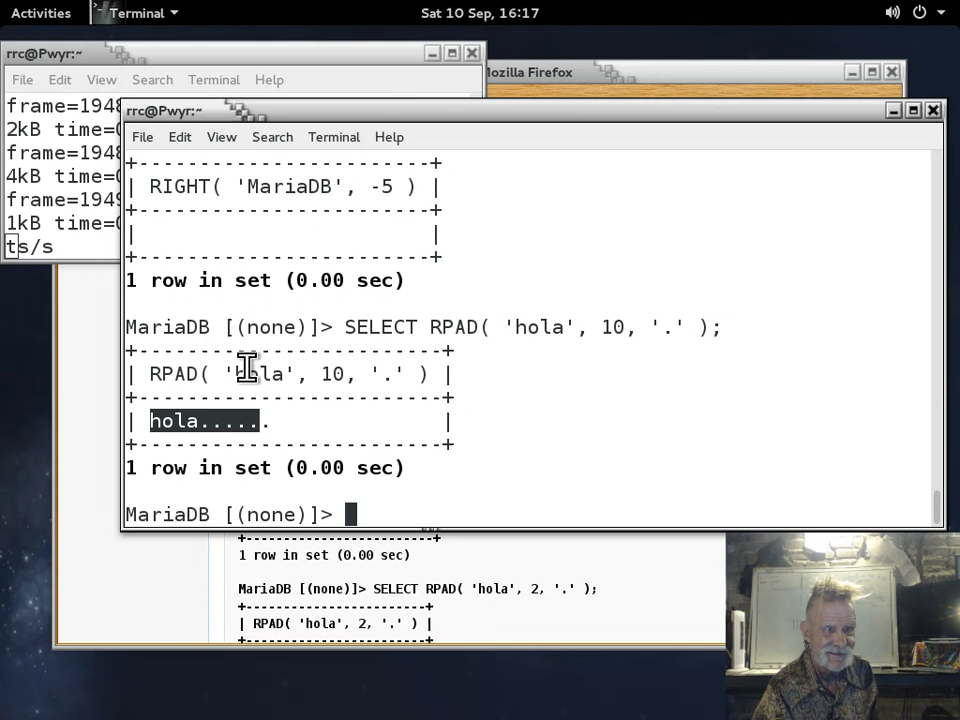 Activities Terminal Sat 10 Sep, 16:17
rrc@Pwyr:~
Mozilla Firefox
File Edit View Search Terminal Help
frame=1948
2kB time=0
frame=1948
4kB time=0
frame=1949
1kB time=0
ts/s
rrc@Pwyr:~
File Edit View Search Terminal Help
+------------------------+
| RIGHT( 'MariaDB', -5 ) |
+------------------------+
|                        |
+------------------------+
1 row in set (0.00 sec)
MariaDB [(none)]> SELECT RPAD( 'hola', 10, '.' );
+-------------------------+
| RPAD( 'hola', 10, '.' ) |
+-------------------------+
| hola......              |
+-------------------------+
1 row in set (0.00 sec)
MariaDB [(none)]>
1 row in set (0.00 sec)
MariaDB [(none)]> SELECT RPAD( 'hola', 2, '.' );
+------------------------+
| RPAD( 'hola', 2, '.' ) |
+------------------------+